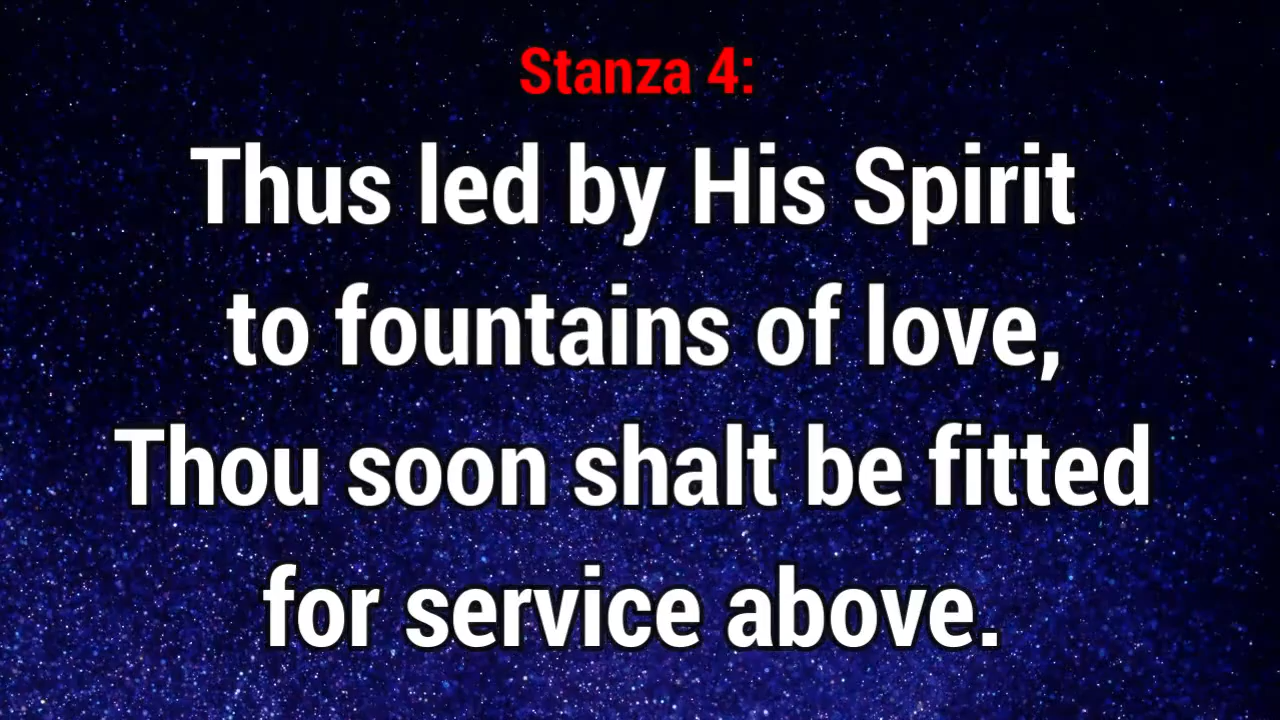 Stanza 4:
Thus led by His Spirit
to fountains of love,
Thou soon shalt be fitted
for service above.